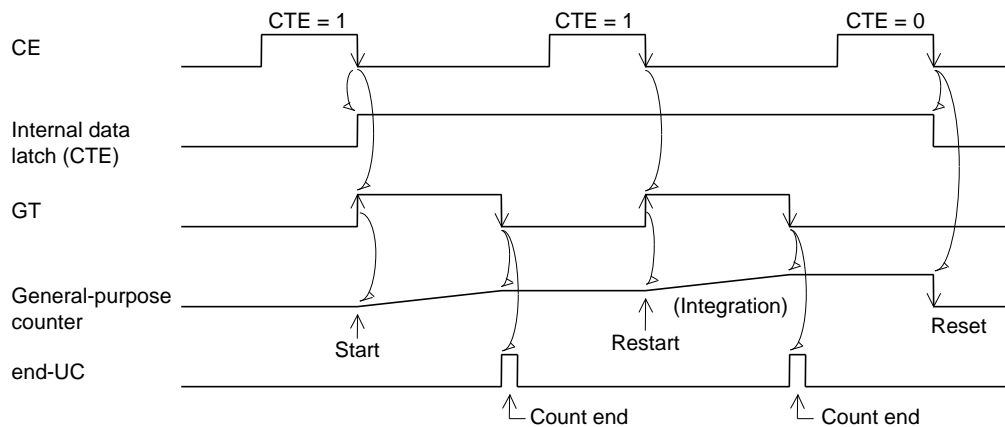 CTE = 1 CTE = 1 CTE = 0
CE
Internal data
latch (CTE)
GT
General-purpose
counter
(Integration)
Start
Restart
Reset
end-UC
Count end
Count end